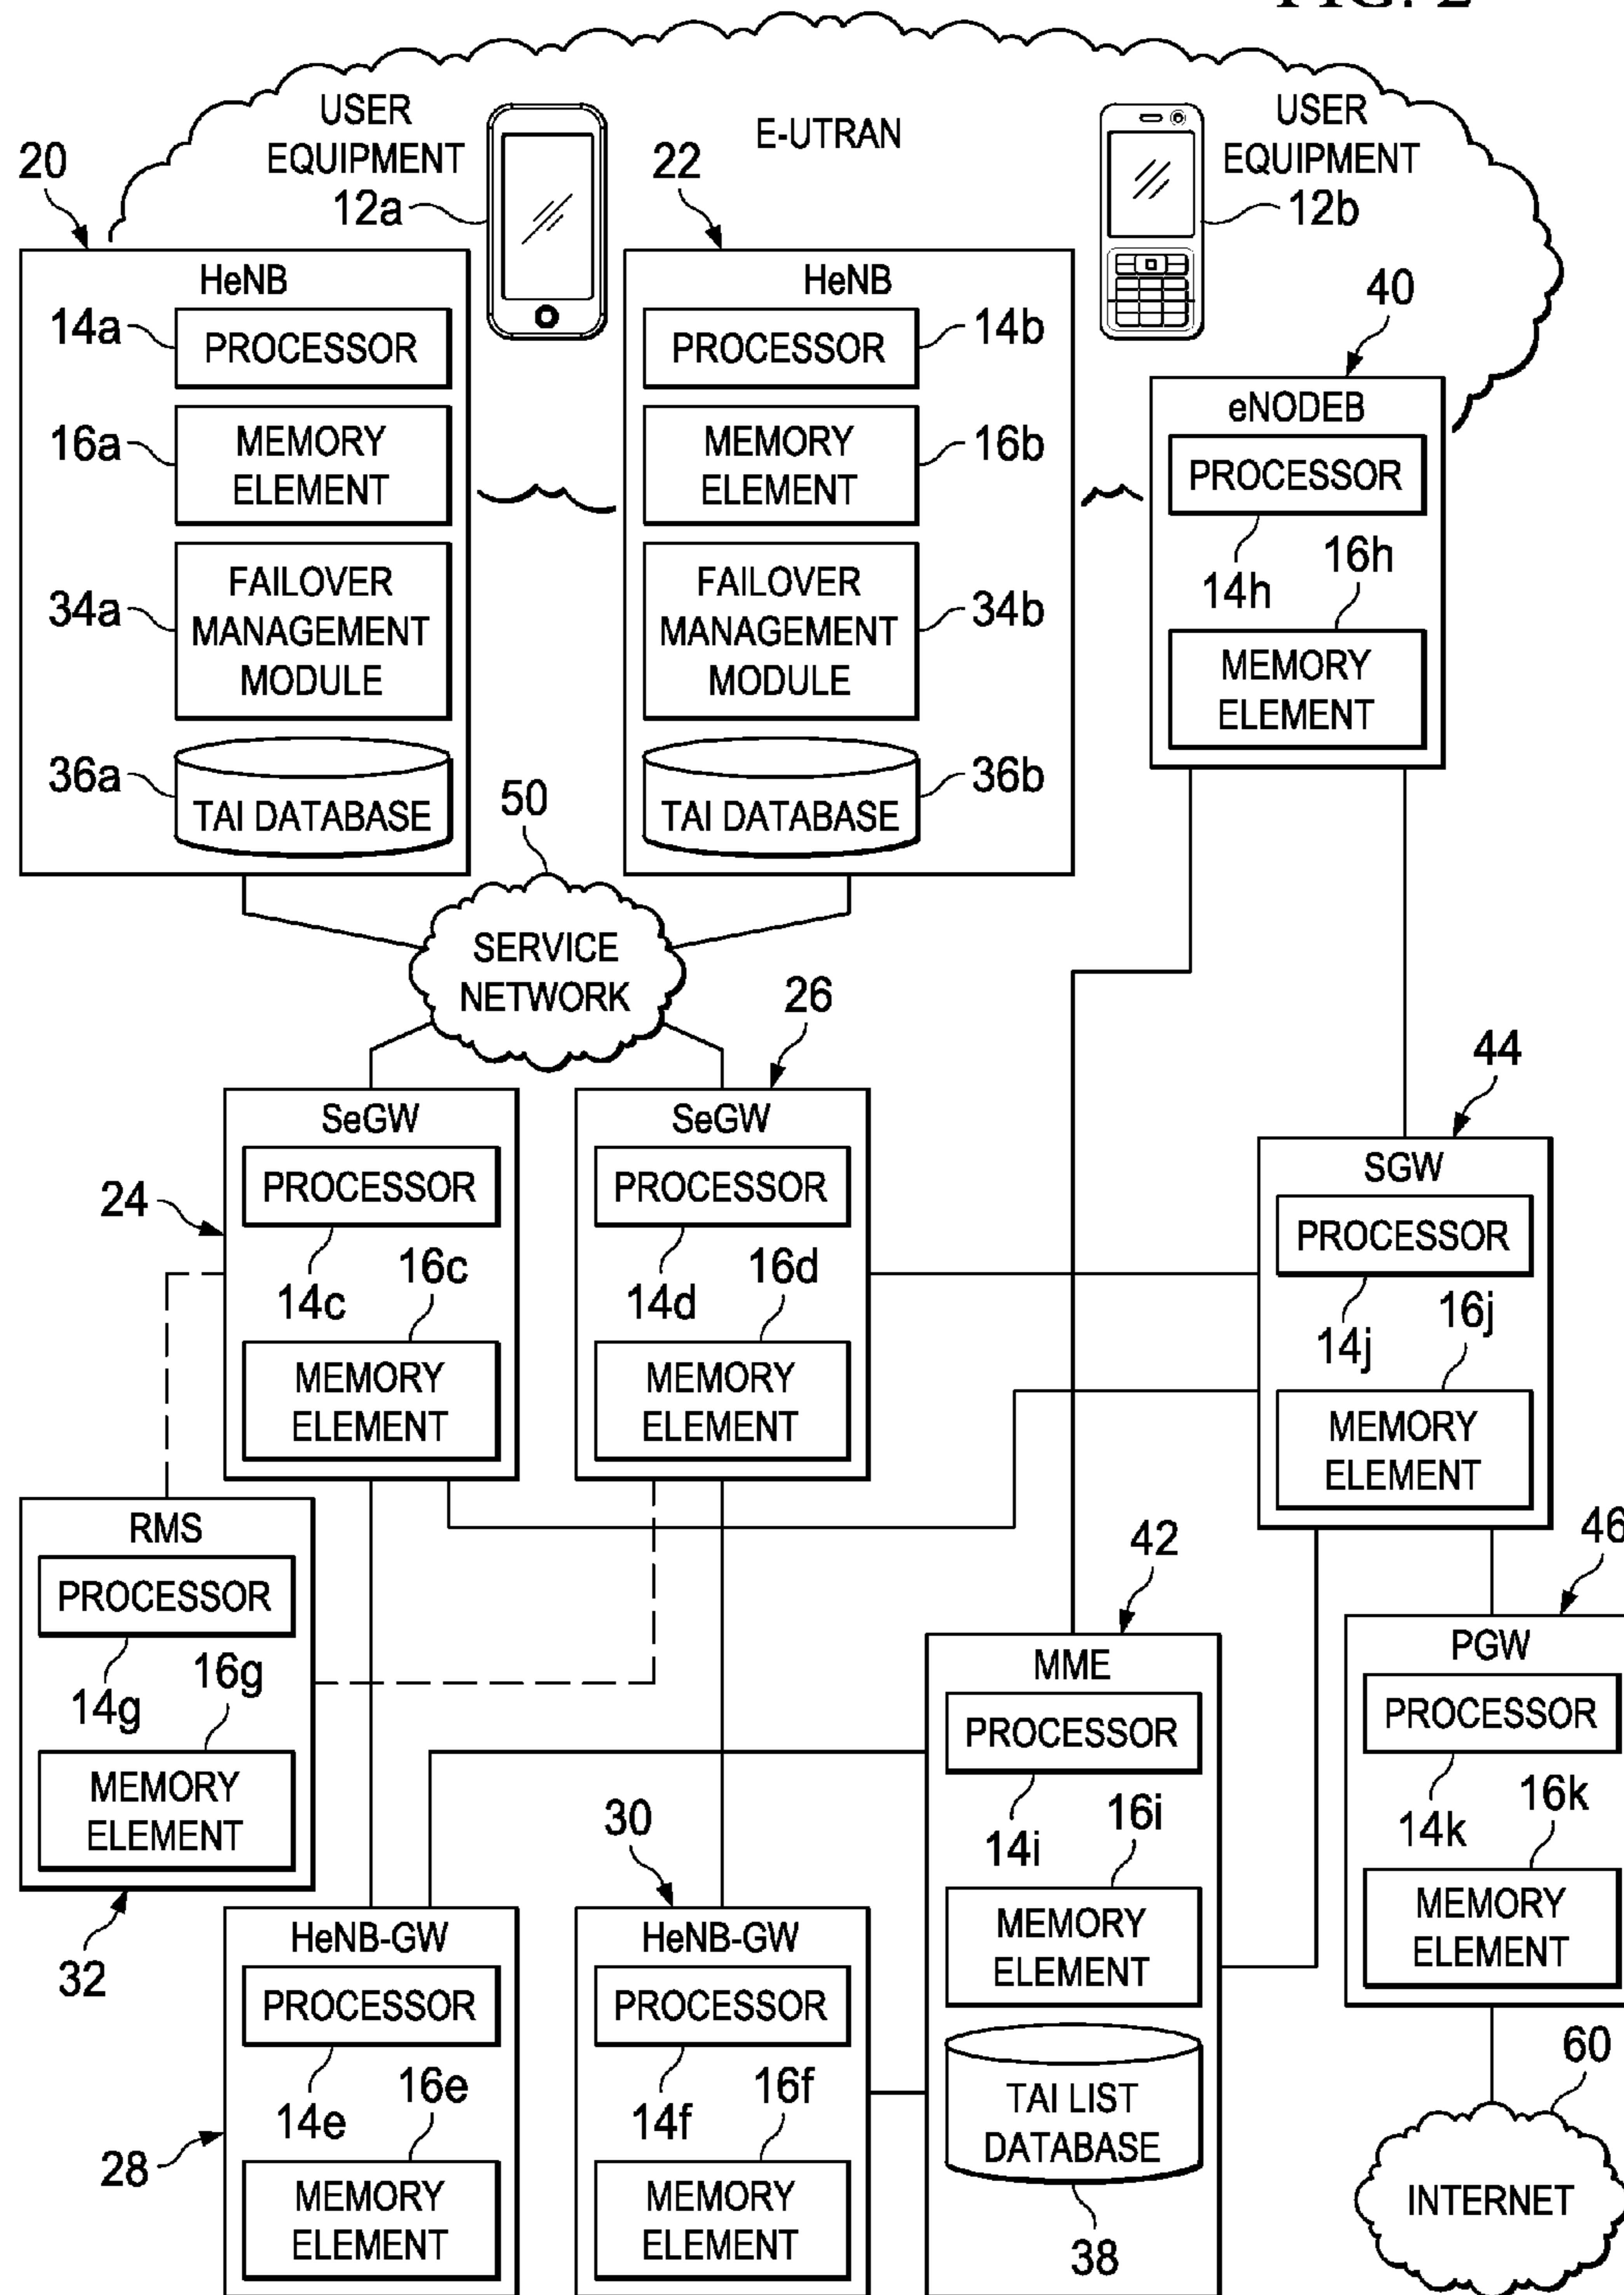 FIG. 2
USER
EQUIPMENT
12a
E-UTRAN
USER
EQUIPMENT
12b
20
HeNB
14a
PROCESSOR
16a
MEMORY
ELEMENT
34a
FAILOVER
MANAGEMENT
MODULE
36a
TAI DATABASE
22
HeNB
PROCESSOR
14b
MEMORY
ELEMENT
16b
FAILOVER
MANAGEMENT
MODULE
34b
TAI DATABASE
36b
40
eNODEB
PROCESSOR
14h
16h
MEMORY
ELEMENT
50
SERVICE
NETWORK
24
SeGW
PROCESSOR
14c
16c
MEMORY
ELEMENT
26
SeGW
PROCESSOR
14d
16d
MEMORY
ELEMENT
44
SGW
PROCESSOR
14j
16j
MEMORY
ELEMENT
RMS
PROCESSOR
14g
16g
MEMORY
ELEMENT
32
42
MME
PROCESSOR
14i
16i
MEMORY
ELEMENT
TAI LIST
DATABASE
38
46
PGW
PROCESSOR
14k
16k
MEMORY
ELEMENT
28
HeNB-GW
PROCESSOR
14e
16e
MEMORY
ELEMENT
30
HeNB-GW
PROCESSOR
14f
16f
MEMORY
ELEMENT
60
INTERNET